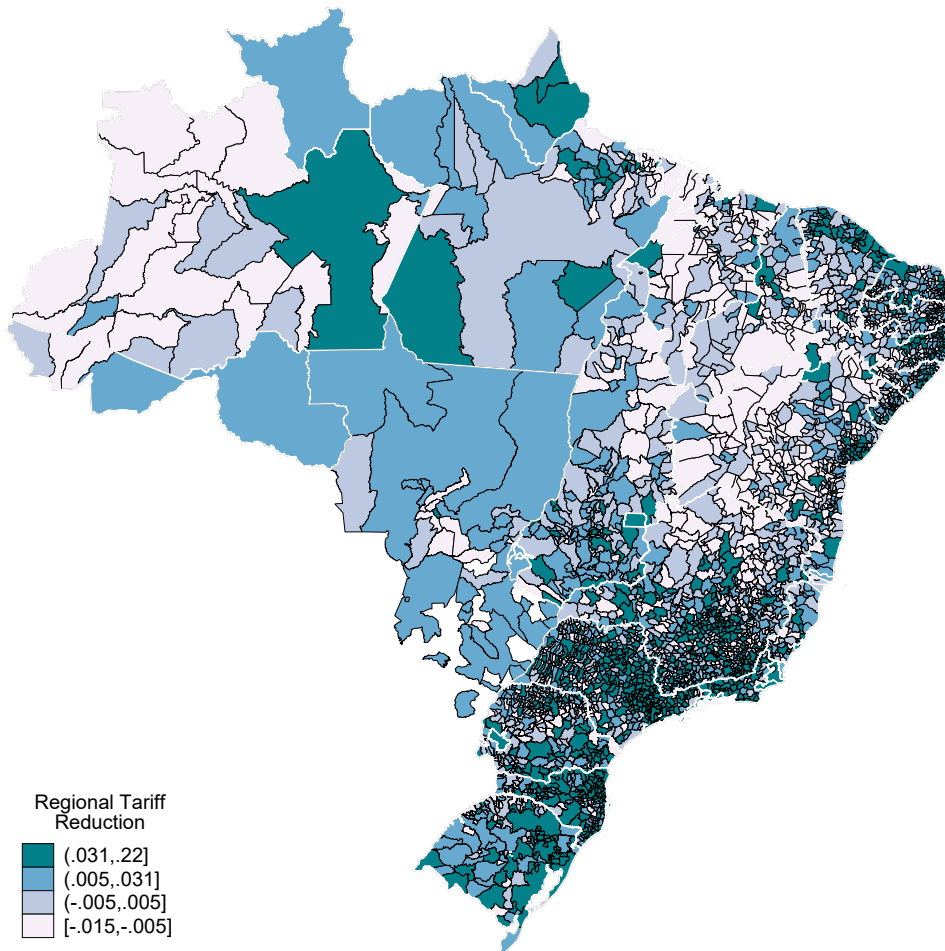 Regional Tariff
Reduction
(.031,.22]
(.005,.031]
(-.005,.005]
[-.015,-.005]